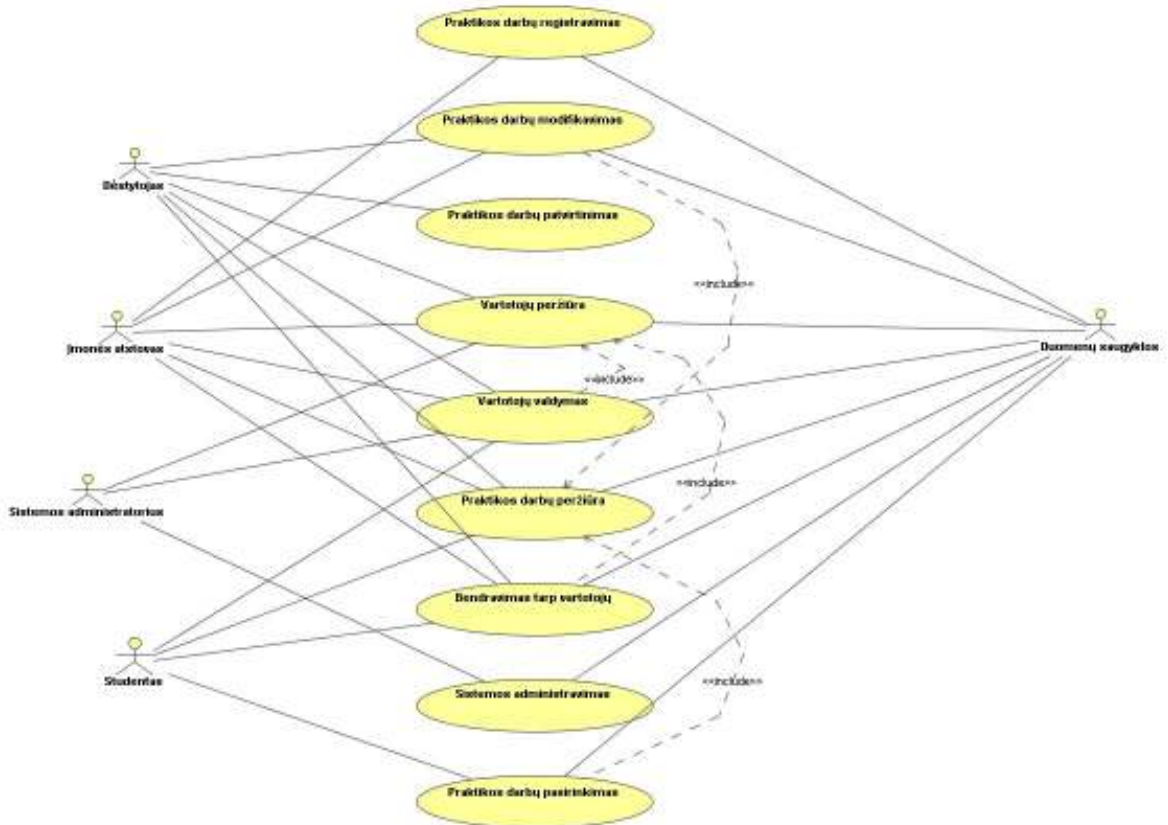 Praktikos darbų registravimas
Praktikos darbų modifikavimas
Dėstytojas
Praktikos darbų patvirtinimas
<<include>>
Vartotojų peržiūra
Įmonės atstovas
Duomenų saugyklos
<<include>>
Vartotojų valdymas
<<include>>
Praktikos darbų peržiūra
Sistemos administratorius
Bendravimas tarp vartotojų
Studentas
<<include>>
Sistemos administravimas
Praktikos darbų pasirinkimas